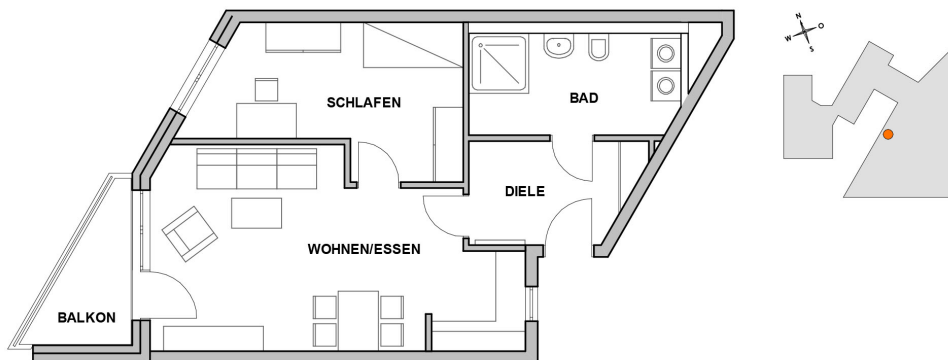 SCHLAFEN
BAD
DIELE
WOHNEN/ESSEN
BALKON
N
W O
S